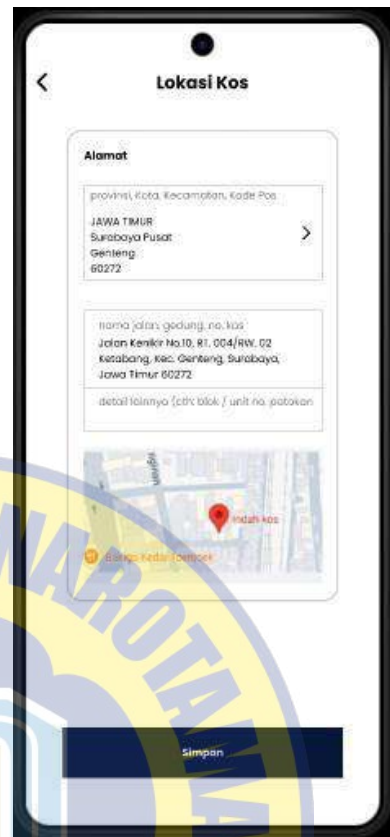 Lokasi Kos
Alamat
provinsi, Kota, Kecamatan, Kode Pos
JAWA TIMUR
Surabaya Pusat
Genteng
60272
nama jalan, gedung, no. kos
Jalan Kenikir No.10, RT. 004/RW. 02
Ketabang, Kec. Genteng, Surabaya,
Jawa Timur 60272
detail lainnya (cth: blok / unit no. patokan
Indah kos
Simpan
NAROTAMA